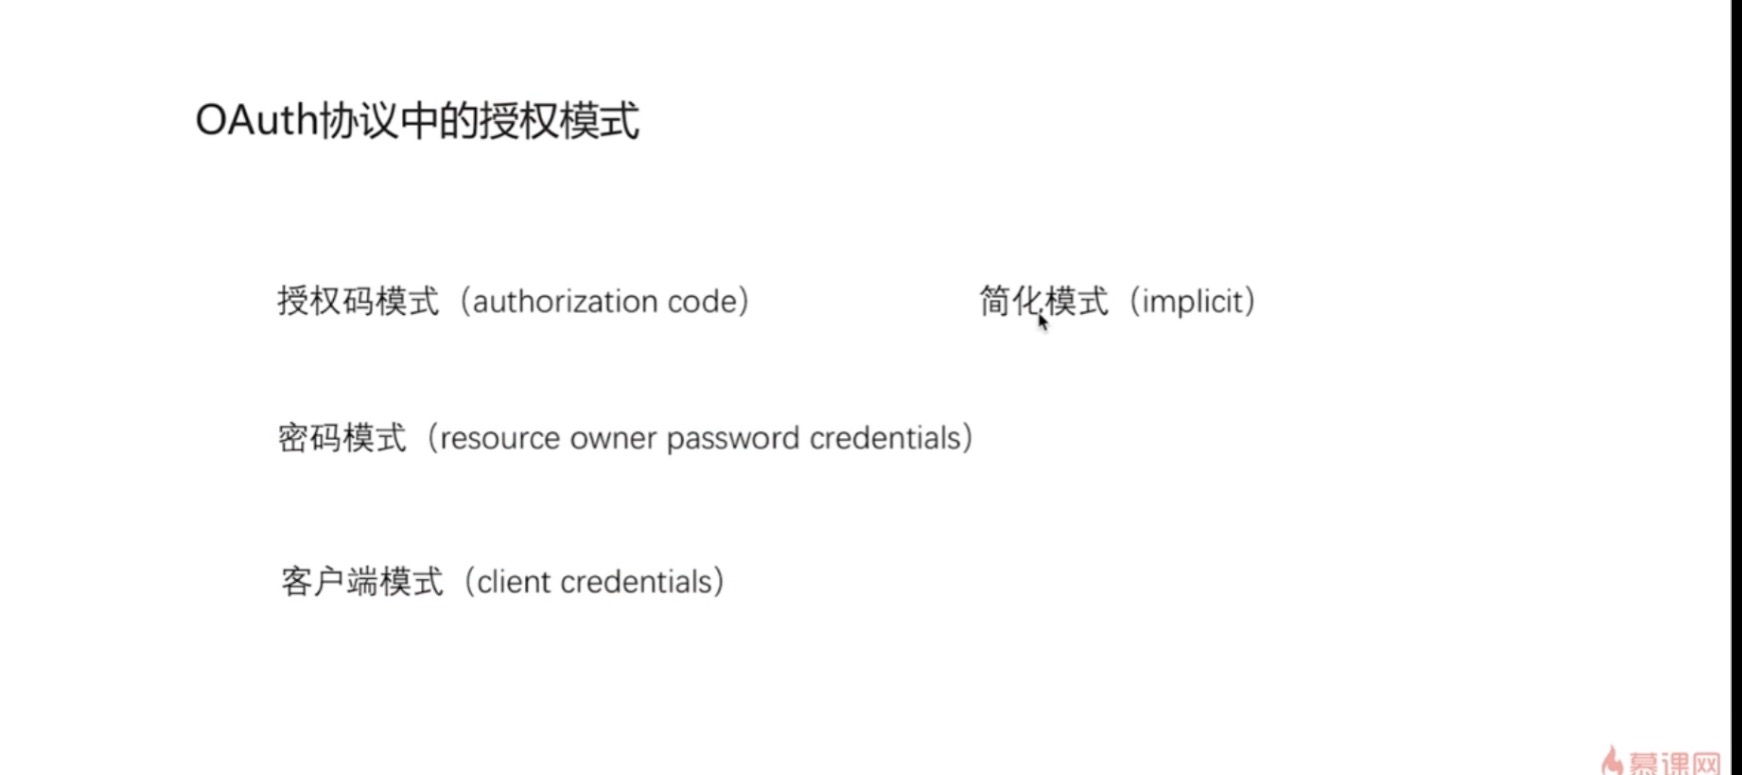 OAuth协议中的授权模式
授权码模式（authorization code） 简化模式（implicit）
密码模式（resource owner password credentials）
客户端模式（client credentials）
慕课网